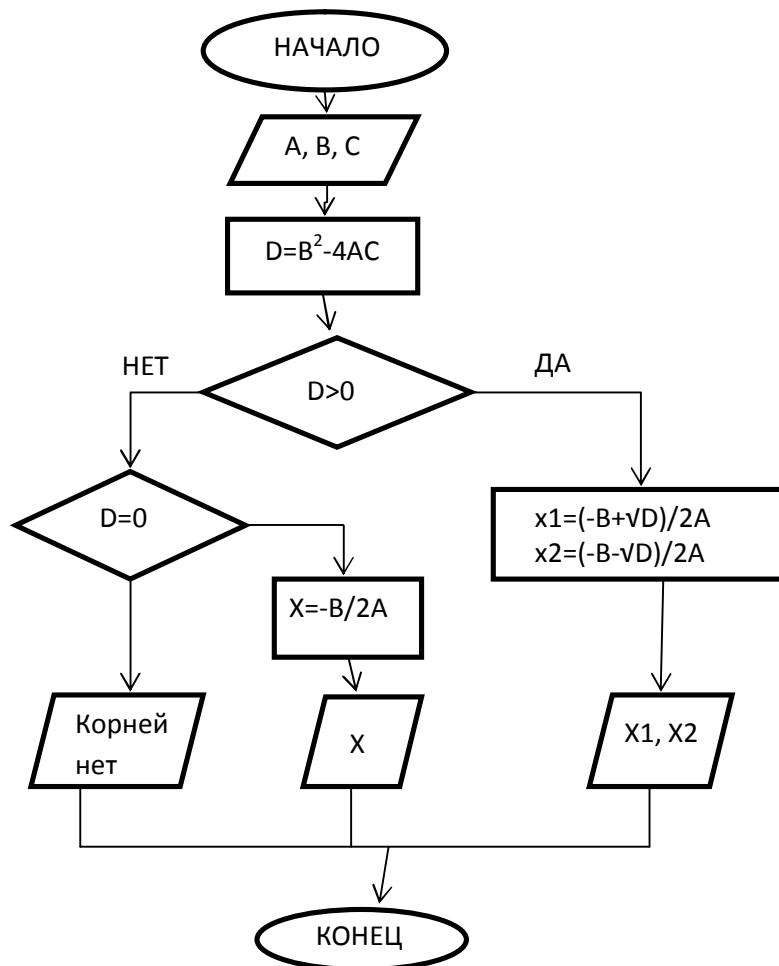 НАЧАЛО
A, B, C
D=B²-4AC
НЕТ
ДА
D>0
D=0
x1=(-B+√D)/2A
x2=(-B-√D)/2A
X=-B/2A
Корней
нет
X
X1, X2
КОНЕЦ